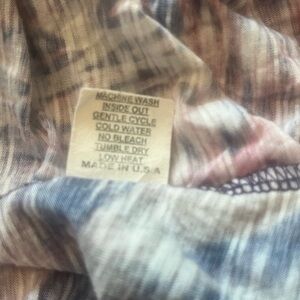 MACHINE WASH
INSIDE OUT
GENTLE CYCLE
COLD WATER
NO BLEACH
TUMBLE DRY
LOW HEAT
MADE IN U.S.A